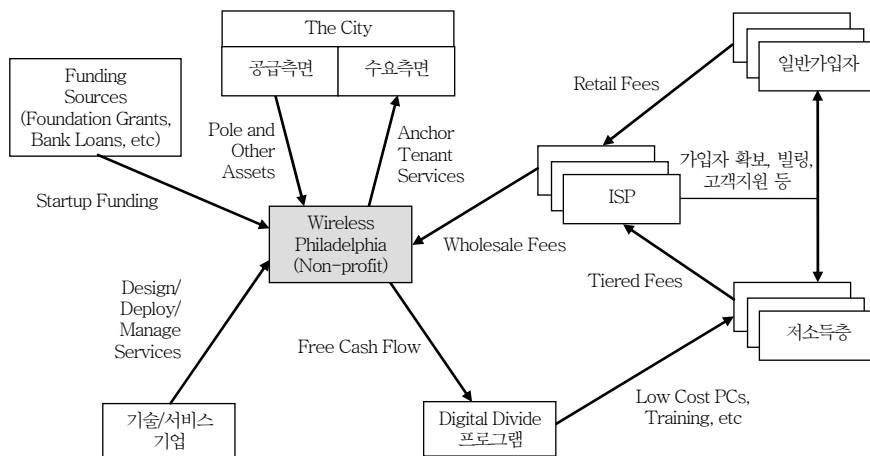 The City
공급측면
수요측면
일반가입자
Funding
Sources
(Foundation Grants,
Bank Loans, etc)
Retail Fees
Pole and
Other
Assets
Anchor
Tenant
Services
가입자 확보, 빌링,
고객지원 등
ISP
Startup Funding
Wireless
Philadelphia
(Non-profit)
Wholesale Fees
Tiered Fees
Design/
Deploy/
Manage
Services
저소득층
Free Cash Flow
기술/서비스
기업
Digital Divide
프로그램
Low Cost PCs,
Training, etc